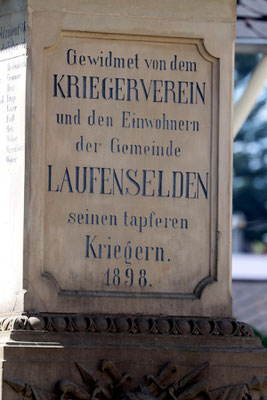 Gewidmet von dem
KRIEGERVEREIN
und den Einwohnern
der Gemeinde
LAUFENSELDEN
seinen tapferen
Kriegern.
1898.